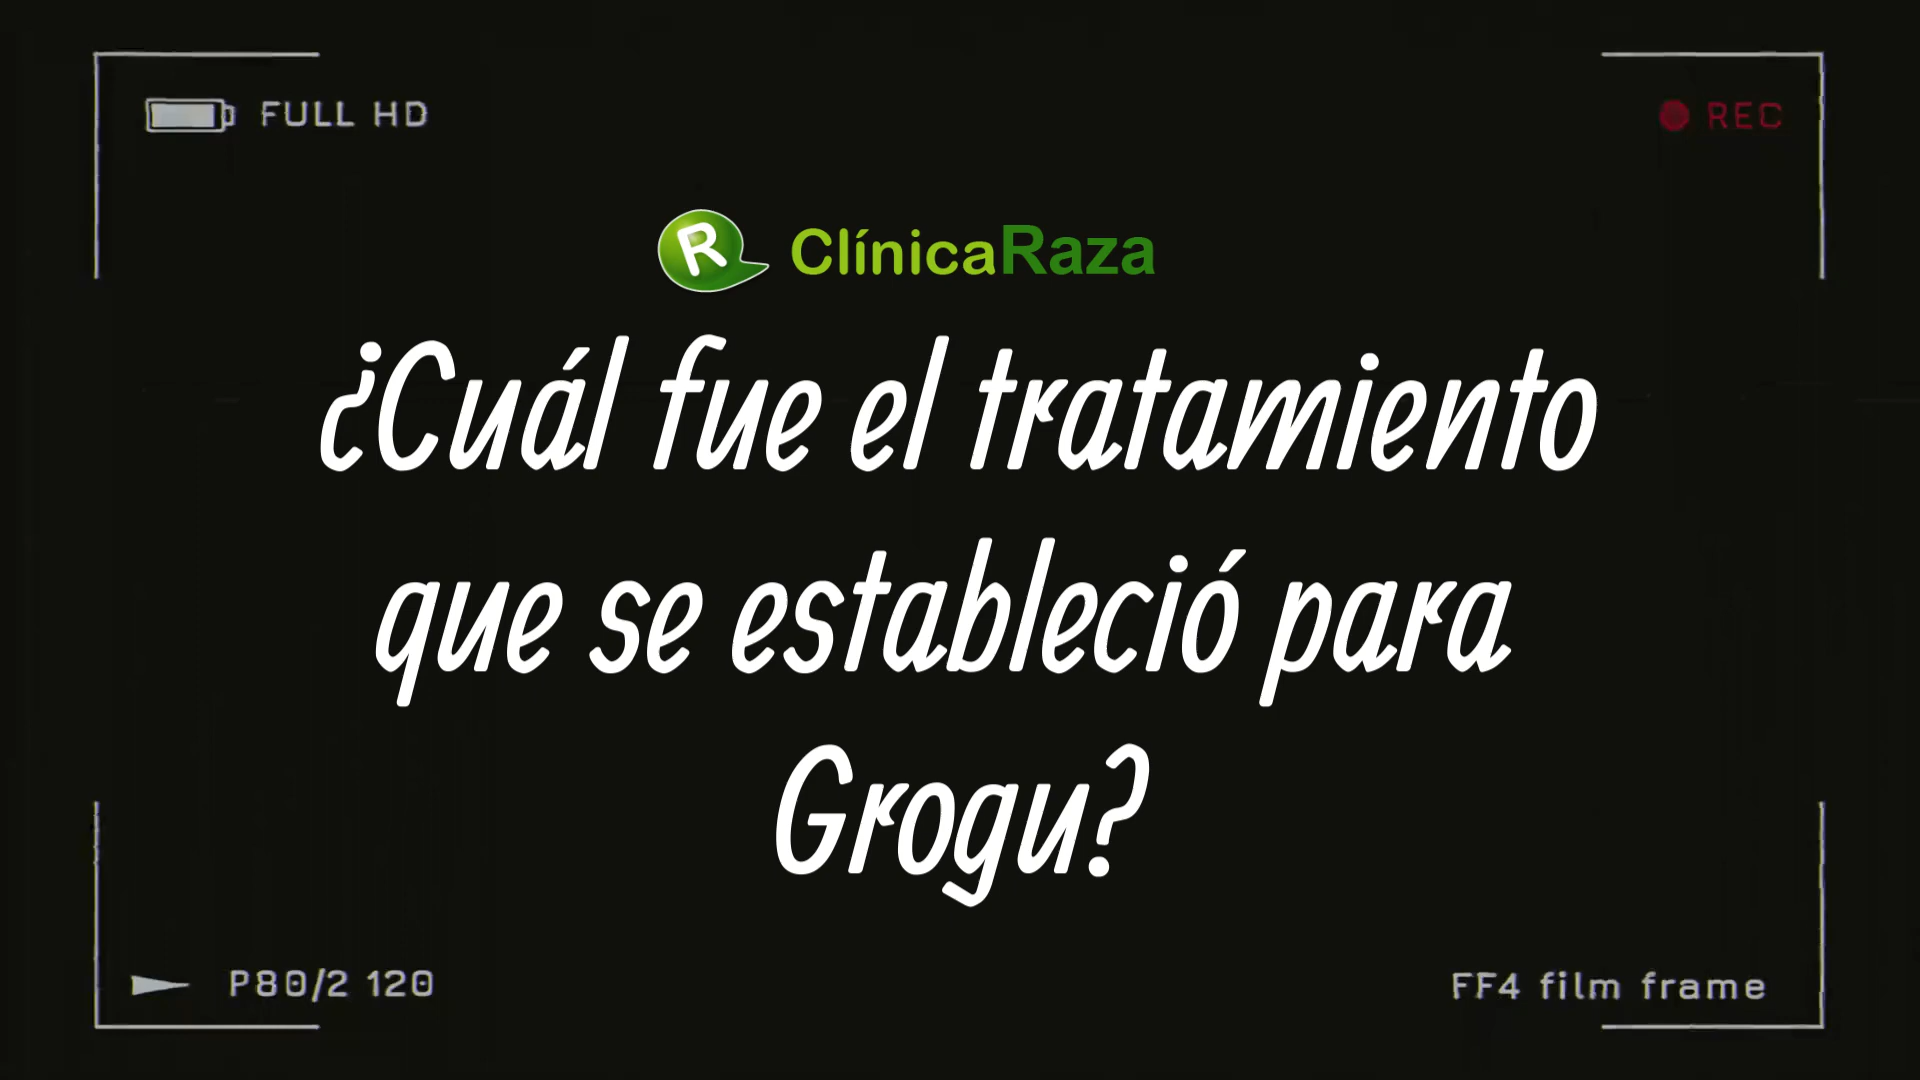 FULL HD
REC
R ClínicaRaza
¿Cuál fue el tratamiento
que se estableció para
Grogu?
P80/2 120
FF4 film frame